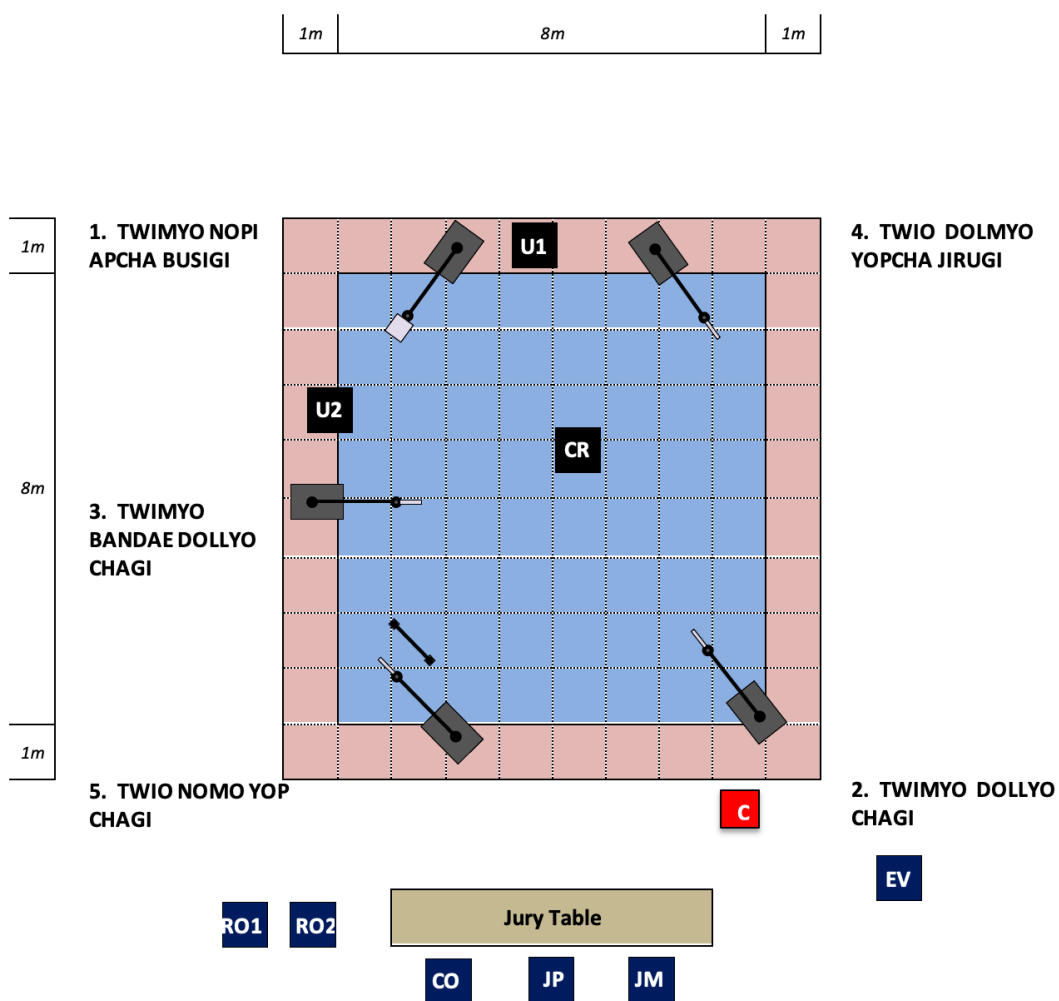 1m
8m
1m
1m
8m
1m
1. TWIMYO NOPI
APCHA BUSIGI
U1
4. TWIO DOLMYO
YOPCHA JIRUGI
U2
CR
3. TWIMYO
BANDAE DOLLYO
CHAGI
5. TWIO NOMO YOP
CHAGI
C
2. TWIMYO DOLLYO
CHAGI
EV
RO1
RO2
Jury Table
CO
JP
JM